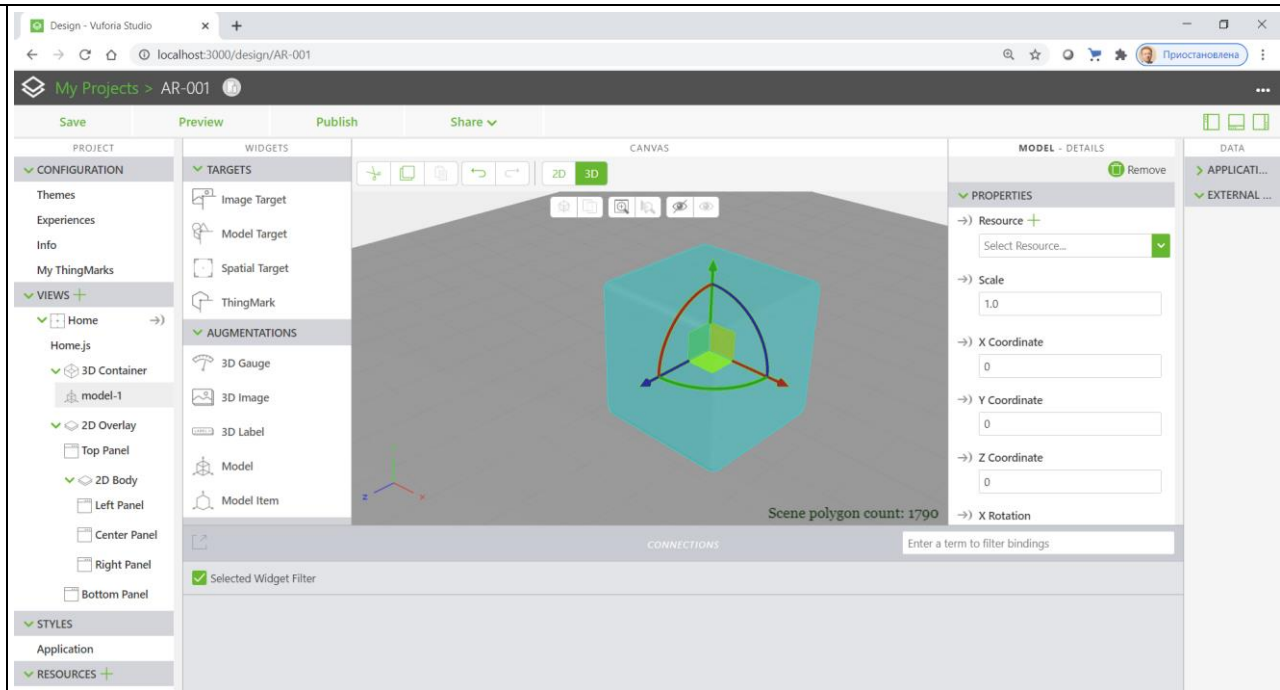 Design - Vuforia Studio
localhost:3000/design/AR-001
Приостановлена
My Projects > AR-001
Save
Preview
Publish
Share
PROJECT
CONFIGURATION
Themes
Experiences
Info
My ThingMarks
VIEWS
Home
Home.js
3D Container
model-1
2D Overlay
Top Panel
2D Body
Left Panel
Center Panel
Right Panel
Bottom Panel
STYLES
Application
RESOURCES
WIDGETS
TARGETS
Image Target
Model Target
Spatial Target
ThingMark
AUGMENTATIONS
3D Gauge
3D Image
3D Label
Model
Model Item
CANVAS
2D
3D
z
x
Scene polygon count: 1790
MODEL - DETAILS
Remove
PROPERTIES
Resource
Select Resource...
Scale
1.0
X Coordinate
0
Y Coordinate
0
Z Coordinate
0
X Rotation
DATA
APPLICATI...
EXTERNAL ...
CONNECTIONS
Enter a term to filter bindings
Selected Widget Filter